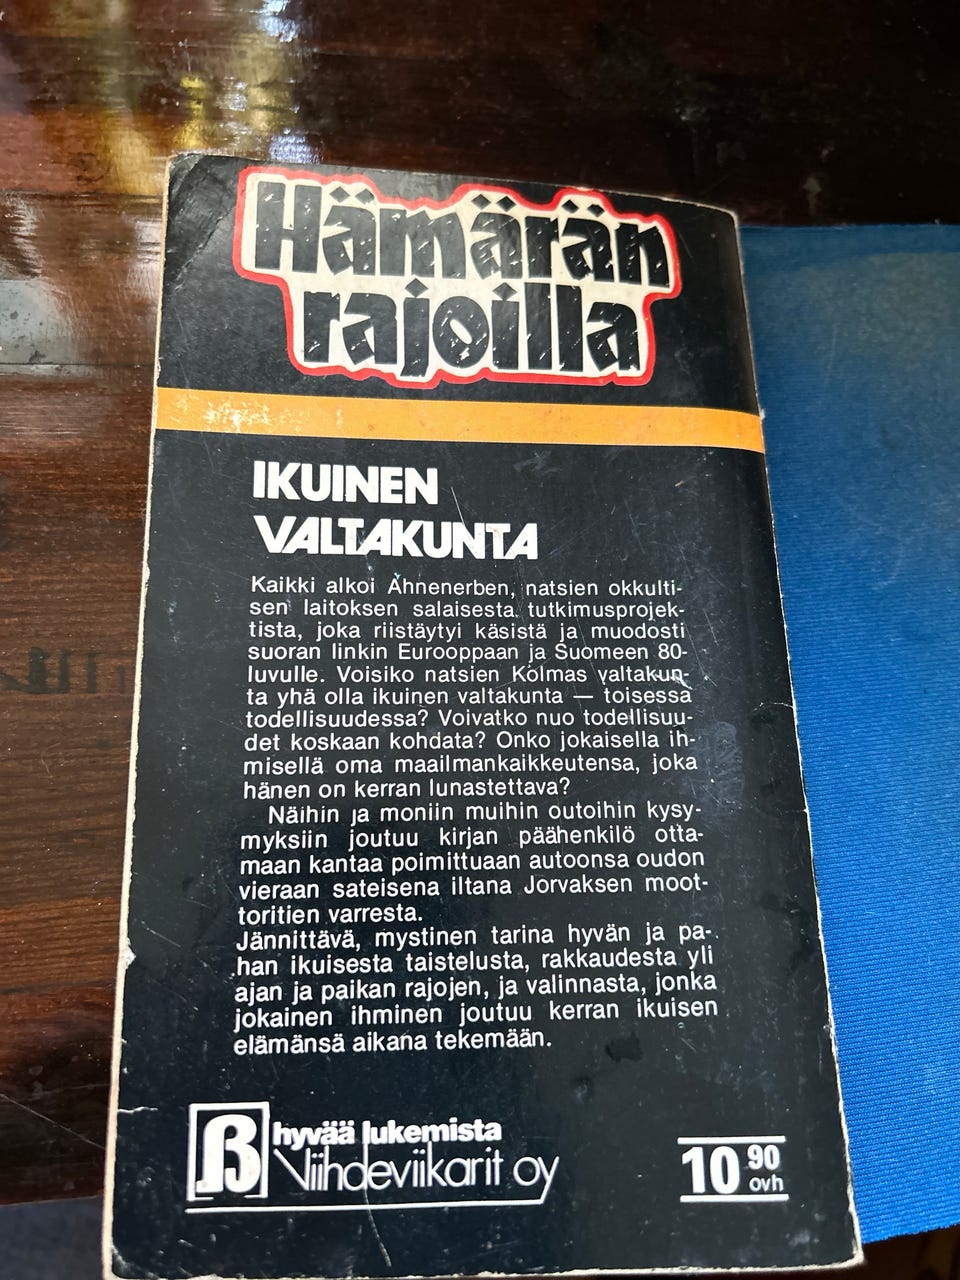 Hämärän
rajoilla
IKUINEN
VALTAKUNTA
Kaikki alkoi Ahnenerben, natsien okkulti-
sen laitoksen salaisesta tutkimusprojek-
tista, joka riistäytyi käsistä ja muodosti
suoran linkin Eurooppaan ja Suomeen 80-
luvulle. Voisiko natsien Kolmas valtakun-
ta yhä olla ikuinen valtakunta — toisessa
todellisuudessa? Voivatko nuo todellisuu-
det koskaan kohdata? Onko jokaisella ih-
misellä oma maailmankaikkeutensa, joka
hänen on kerran lunastettava?
Näihin ja moniin muihin outoihin kysy-
myksiin joutuu kirjan päähenkilö otta-
maan kantaa poimittuaan autoonsa oudon
vieraan sateisena iltana Jorvaksen moot-
toritien varresta.
Jännittävä, mystinen tarina hyvän ja pa-
han ikuisesta taistelusta, rakkaudesta yli
ajan ja paikan rajojen, ja valinnasta, jonka
jokainen ihminen joutuu kerran ikuisen
elämänsä aikana tekemään.
hyvää lukemista
Viihdeviikarit oy
10 90
ovh